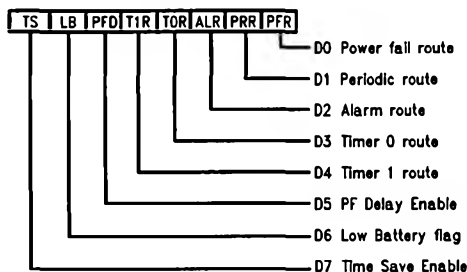 TS LB PFD T1R T0R ALR PRR PFR
D0 Power fail route
D1 Periodic route
D2 Alarm route
D3 Timer 0 route
D4 Timer 1 route
D5 PF Delay Enable
D6 Low Battery flag
D7 Time Save Enable